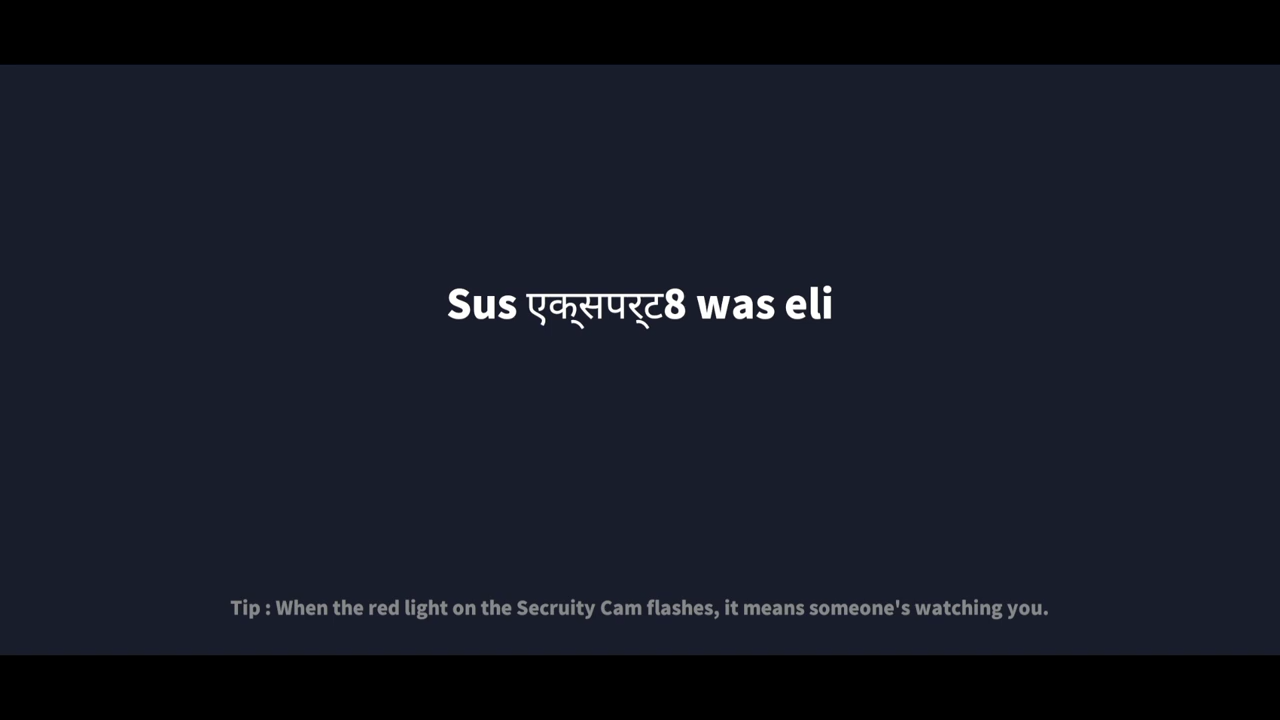 Sus एक्सपर्ट8 was eli
Tip : When the red light on the Secruity Cam flashes, it means someone's watching you.